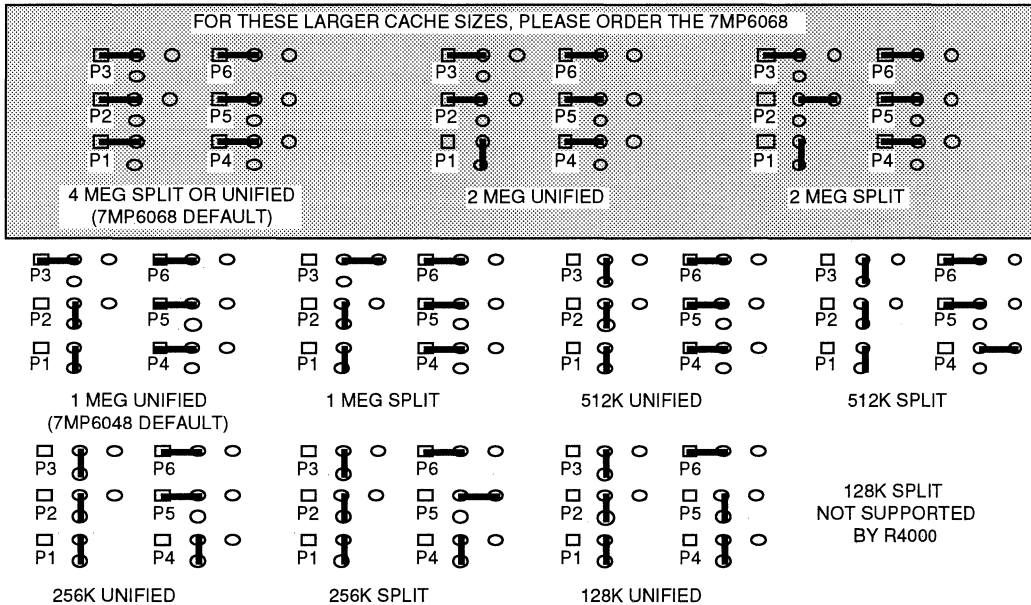 FOR THESE LARGER CACHE SIZES, PLEASE ORDER THE 7MP6068
P3 P6 P3 P6 P3 P6
P2 P5 P2 P5 P2 P5
P1 P4 P1 P4 P1 P4
4 MEG SPLIT OR UNIFIED 2 MEG UNIFIED 2 MEG SPLIT
(7MP6068 DEFAULT)
P3 P6 P3 P6 P3 P6 P3 P6
P2 P5 P2 P5 P2 P5 P2 P5
P1 P4 P1 P4 P1 P4 P1 P4
1 MEG UNIFIED 1 MEG SPLIT 512K UNIFIED 512K SPLIT
(7MP6048 DEFAULT)
P3 P6 P3 P6 P3 P6
P2 P5 P2 P5 P2 P5
P1 P4 P1 P4 P1 P4
128K SPLIT
NOT SUPPORTED
BY R4000
256K UNIFIED 256K SPLIT 128K UNIFIED